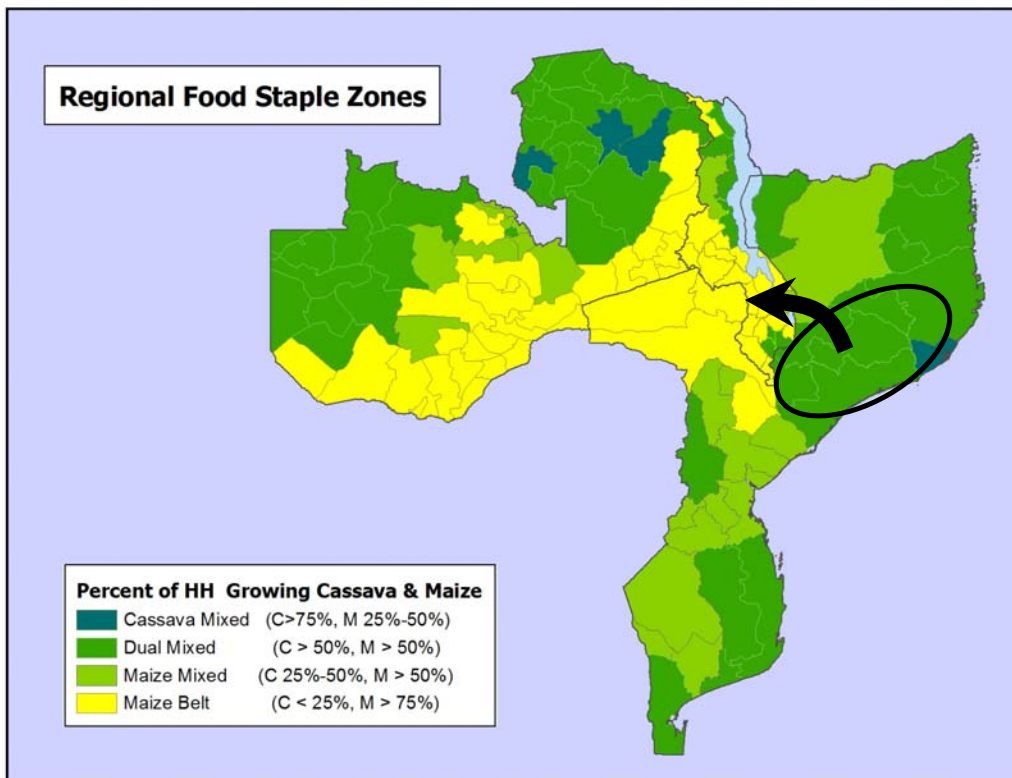 Regional Food Staple Zones
Percent of HH Growing Cassava & Maize
Cassava Mixed (C>75%, M 25%-50%)
Dual Mixed (C > 50%, M > 50%)
Maize Mixed (C 25%-50%, M > 50%)
Maize Belt (C < 25%, M > 75%)